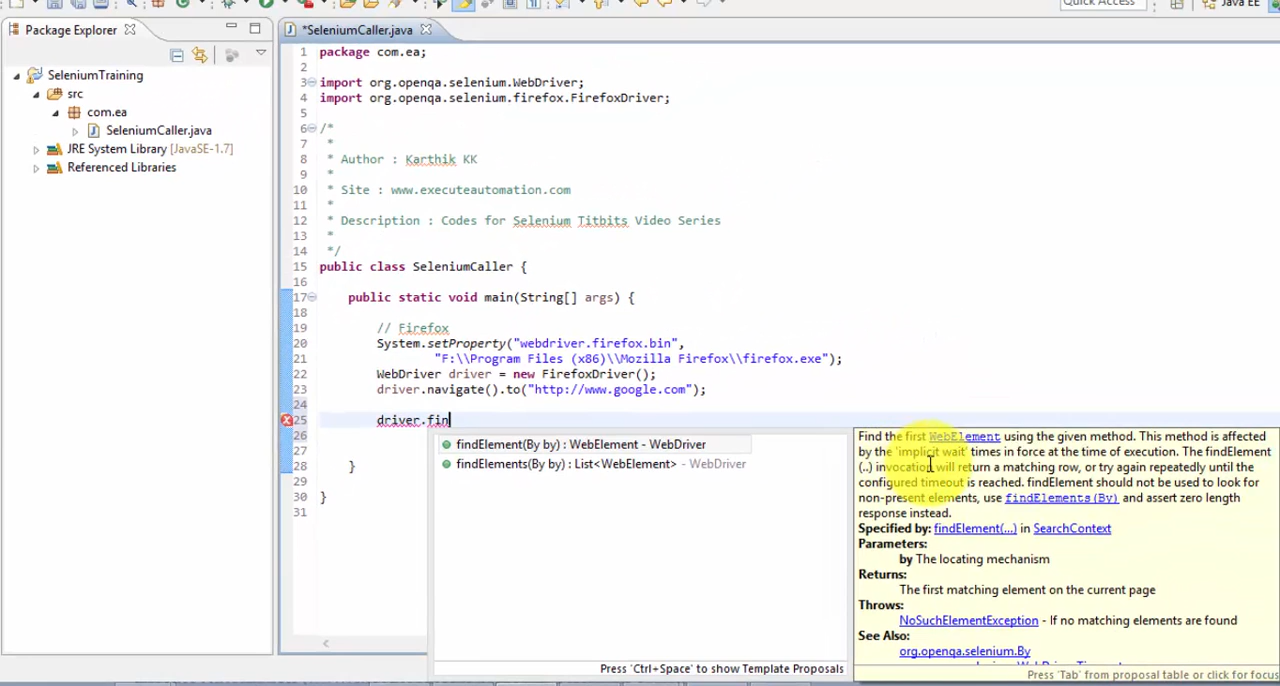 Quick Access
Java EE
Package Explorer
*SeleniumCaller.java
SeleniumTraining
src
com.ea
SeleniumCaller.java
JRE System Library [JavaSE-1.7]
Referenced Libraries
1 package com.ea;
2
3 import org.openqa.selenium.WebDriver;
4 import org.openqa.selenium.firefox.FirefoxDriver;
5
6 /*
7 *
8 * Author : Karthik KK
9 *
10 * Site : www.executeautomation.com
11 *
12 * Description : Codes for Selenium Titbits Video Series
13 *
14 */
15 public class SeleniumCaller {
16
17 public static void main(String[] args) {
18
19 // Firefox
20 System.setProperty("webdriver.firefox.bin",
21 "F:\\Program Files (x86)\\Mozilla Firefox\\firefox.exe");
22 WebDriver driver = new FirefoxDriver();
23 driver.navigate().to("http://www.google.com");
24
25 driver.fin
26
27
28 }
29
30 }
31
findElement(By by) : WebElement - WebDriver
findElements(By by) : List<WebElement> - WebDriver
Press 'Ctrl+Space' to show Template Proposals
Find the first WebElement using the given method. This method is affected
by the 'implicit wait' times in force at the time of execution. The findElement
(..) invocation will return a matching row, or try again repeatedly until the
configured timeout is reached. findElement should not be used to look for
non-present elements, use findElements(By) and assert zero length
response instead.
Specified by: findElement(...) in SearchContext
Parameters:
by The locating mechanism
Returns:
The first matching element on the current page
Throws:
NoSuchElementException - If no matching elements are found
See Also:
org.openqa.selenium.By
Press 'Tab' from proposal table or click for focus